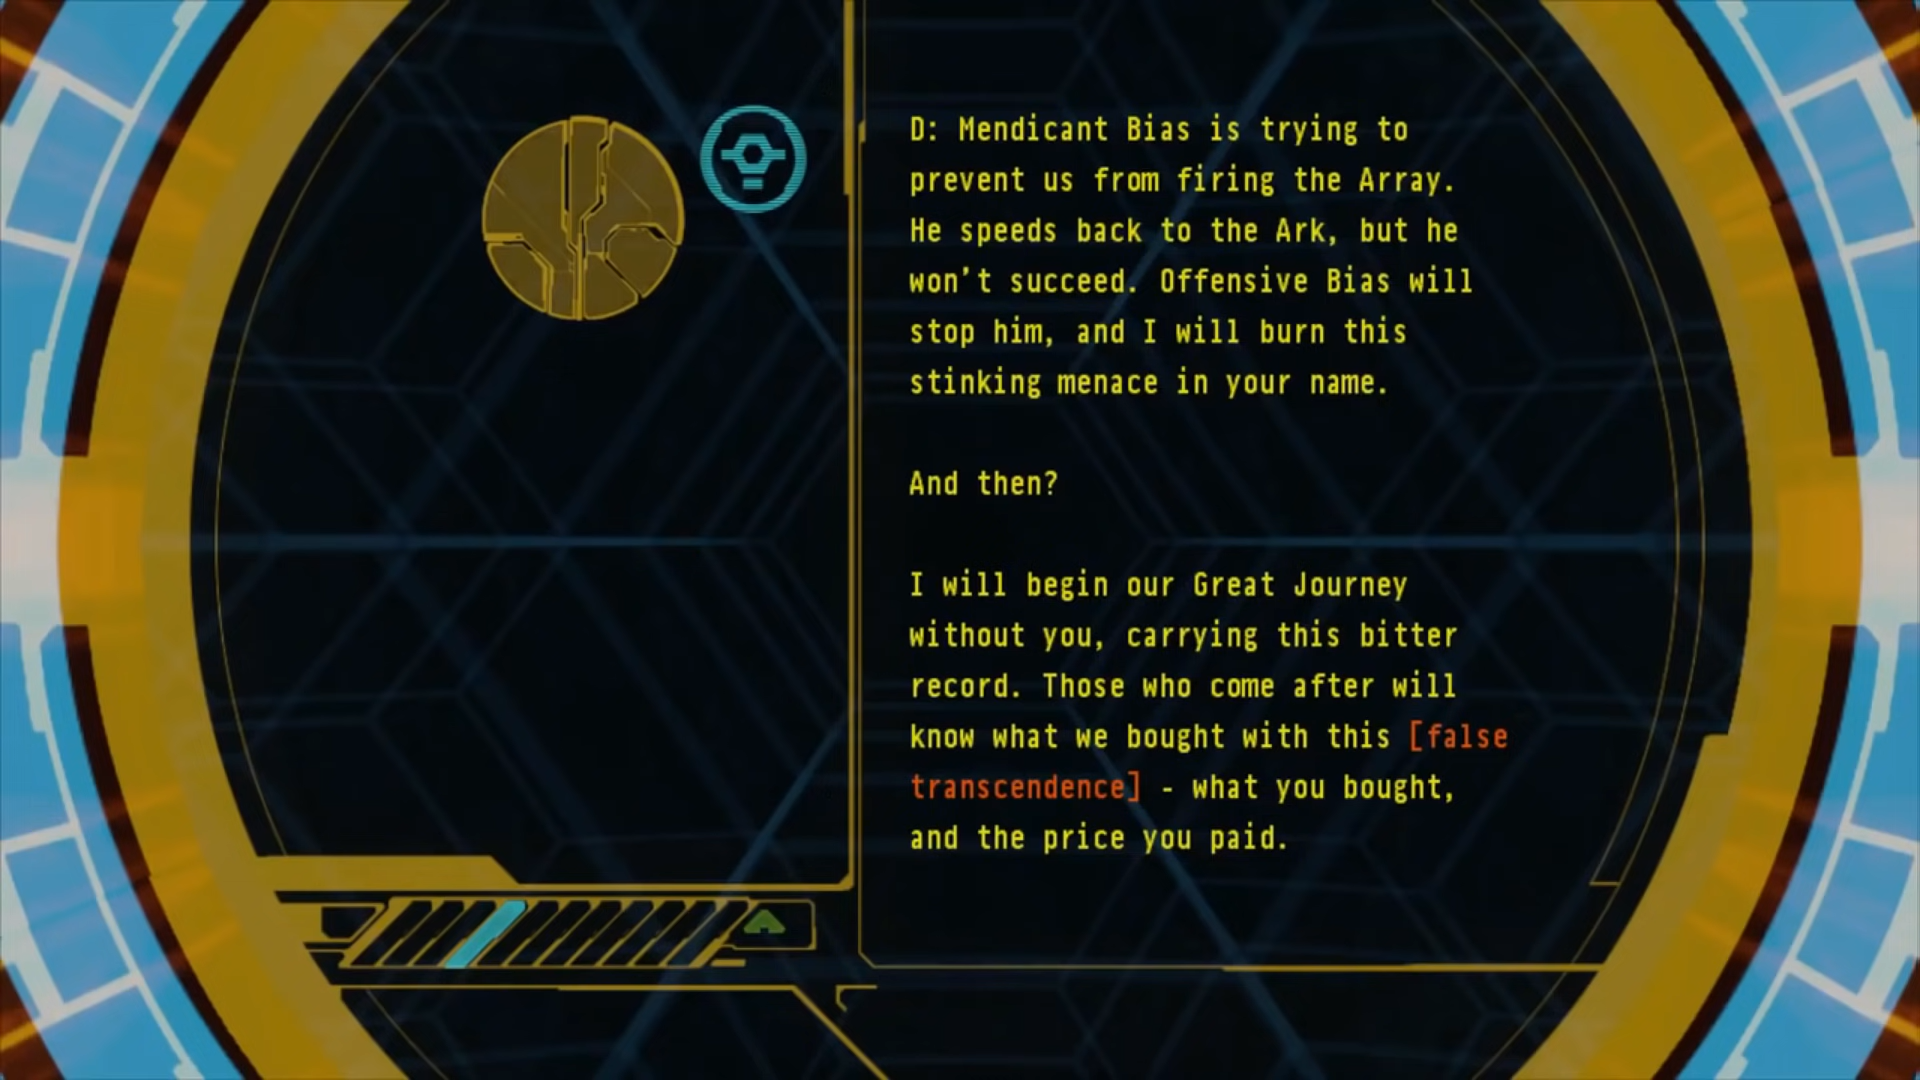 D: Mendicant Bias is trying to
prevent us from firing the Array.
He speeds back to the Ark, but he
won’t succeed. Offensive Bias will
stop him, and I will burn this
stinking menace in your name.
And then?
I will begin our Great Journey
without you, carrying this bitter
record. Those who come after will
know what we bought with this [false
transcendence] - what you bought,
and the price you paid.